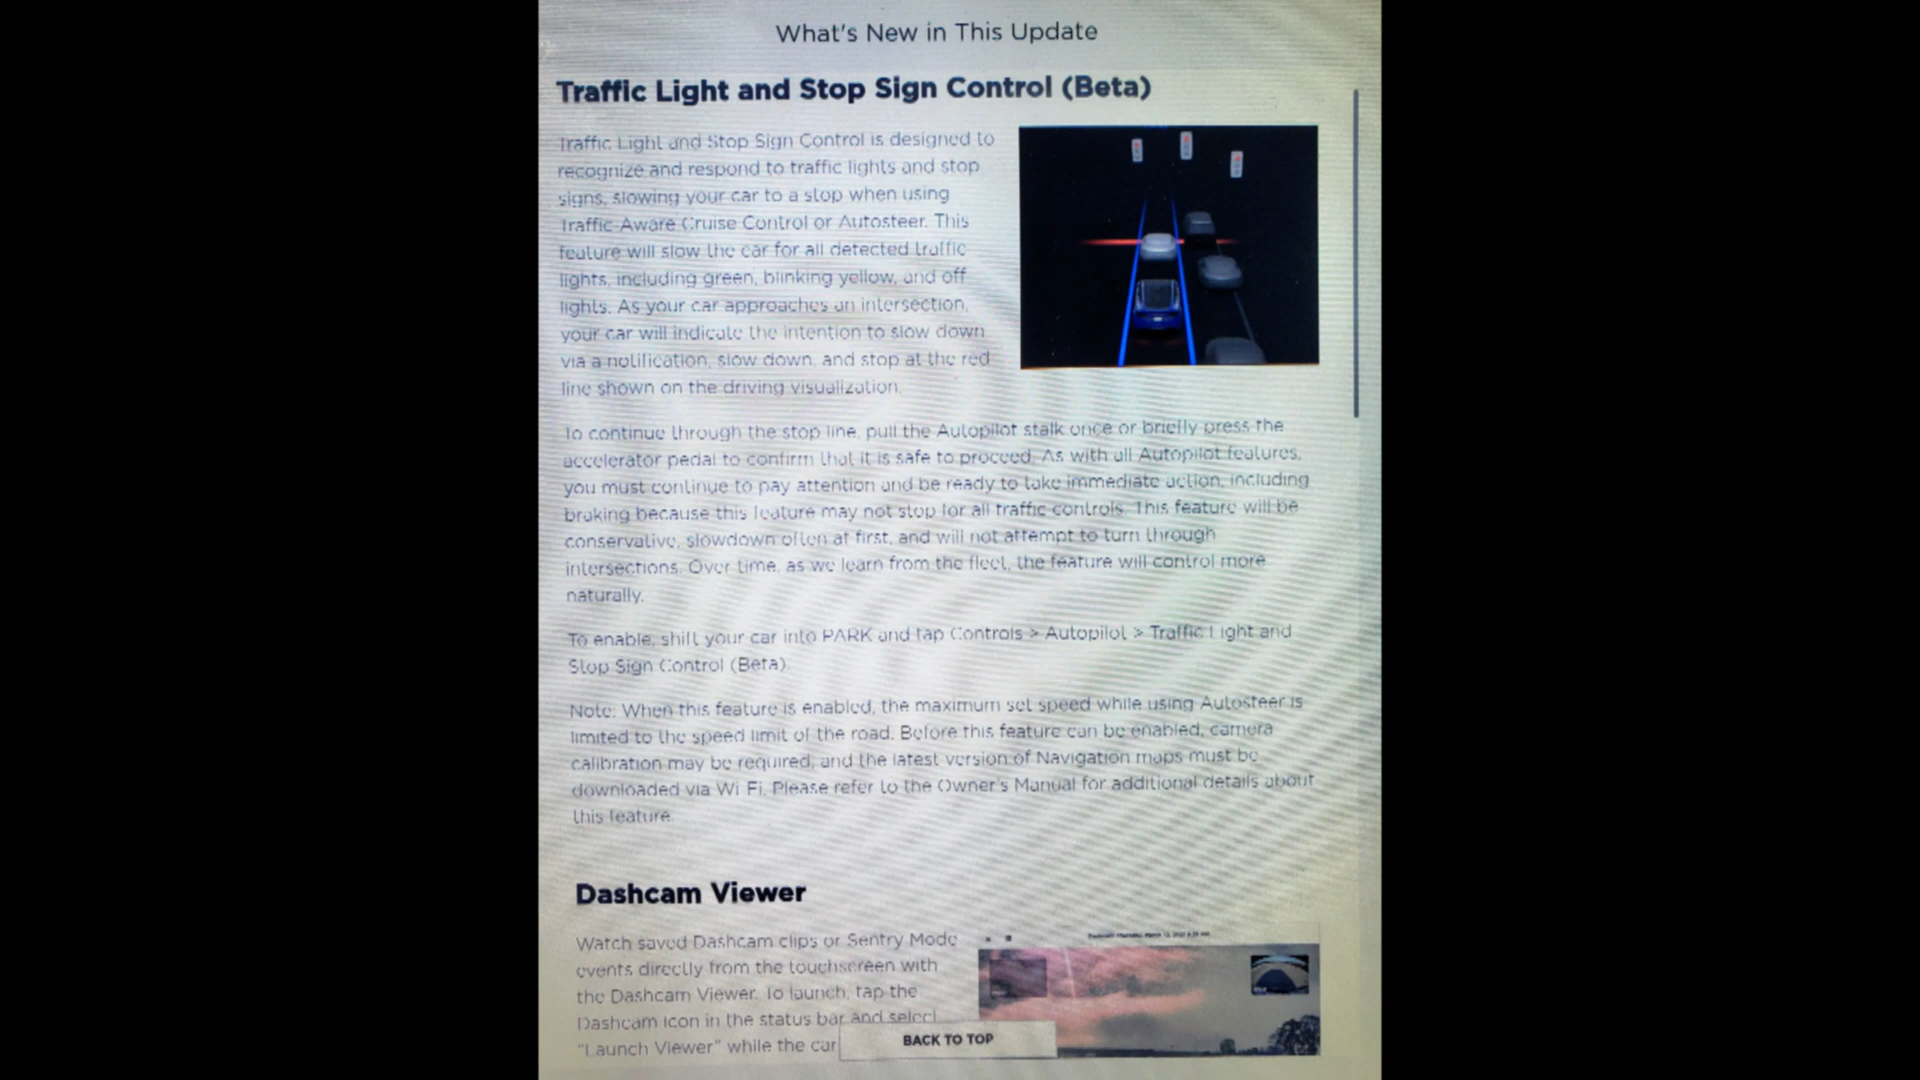 What's New in This Update
Traffic Light and Stop Sign Control (Beta)
Traffic Light and Stop Sign Control is designed to
recognize and respond to traffic lights and stop
signs, slowing your car to a stop when using
Traffic-Aware Cruise Control or Autosteer. This
feature will slow the car for all detected traffic
lights, including green, blinking yellow, and off
lights. As your car approaches an intersection,
your car will indicate the intention to slow down
via a notification, slow down, and stop at the red
line shown on the driving visualization.
To continue through the stop line, pull the Autopilot stalk once or briefly press the
accelerator pedal to confirm that it is safe to proceed. As with all Autopilot features,
you must continue to pay attention and be ready to take immediate action, including
braking because this feature may not stop for all traffic controls. This feature will be
conservative, slowdown often at first, and will not attempt to turn through
intersections. Over time, as we learn from the fleet, the feature will control more
naturally.
To enable, shift your car into PARK and tap Controls > Autopilot > Traffic Light and
Stop Sign Control (Beta).
Note: When this feature is enabled, the maximum set speed while using Autosteer is
limited to the speed limit of the road. Before this feature can be enabled, camera
calibration may be required, and the latest version of Navigation maps must be
downloaded via Wi-Fi. Please refer to the Owner's Manual for additional details about
this feature.
Dashcam Viewer
Watch saved Dashcam clips or Sentry Mode
events directly from the touchscreen with
the Dashcam Viewer. To launch, tap the
Dashcam icon in the status bar and select
"Launch Viewer" while the car
BACK TO TOP